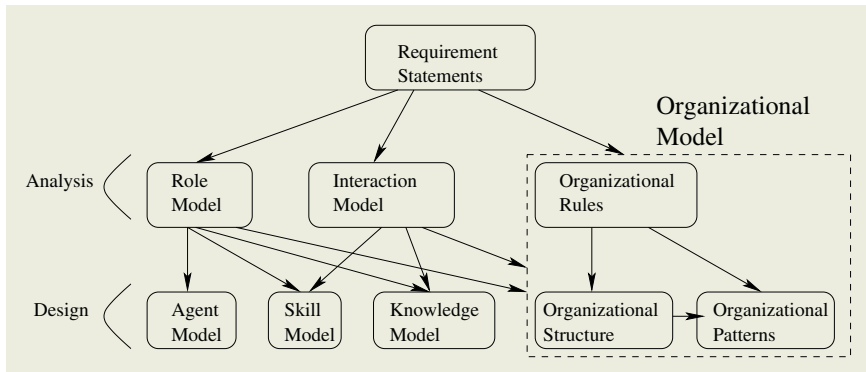 Requirement
Statements
Organizational
Model
Analysis
Role
Model
Interaction
Model
Organizational
Rules
Design
Agent
Model
Skill
Model
Knowledge
Model
Organizational
Structure
Organizational
Patterns